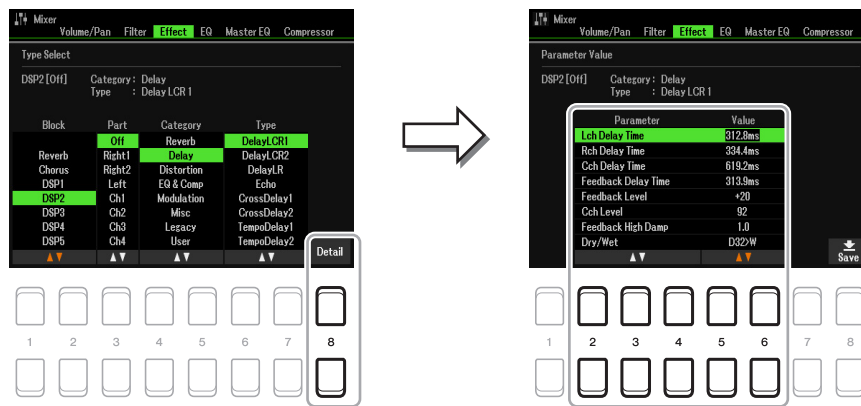 Mixer
Volume/Pan Filter Effect EQ Master EQ Compressor
Type Select
DSP2 [Off] Category : Delay
Type : Delay LCR 1
Block Part Category Type
Off Reverb DelayLCR1
Reverb Right1 Delay DelayLCR2
Chorus Right2 Distortion DelayLR
DSP1 Left EQ & Comp Echo
DSP2 Ch1 Modulation CrossDelay1
DSP3 Ch2 Misc CrossDelay2
DSP4 Ch3 Legacy TempoDelay1
DSP5 Ch4 User TempoDelay2
Detail
1 2 3 4 5 6 7 8
Mixer
Volume/Pan Filter Effect EQ Master EQ Compressor
Parameter Value
DSP2 [Off] Category : Delay
Type : Delay LCR 1
Parameter Value
Lch Delay Time 312.8ms
Rch Delay Time 334.4ms
Cch Delay Time 619.2ms
Feedback Delay Time 313.9ms
Feedback Level +20
Cch Level 92
Feedback High Damp 1.0
Dry/Wet D32>W
Save
1 2 3 4 5 6 7 8